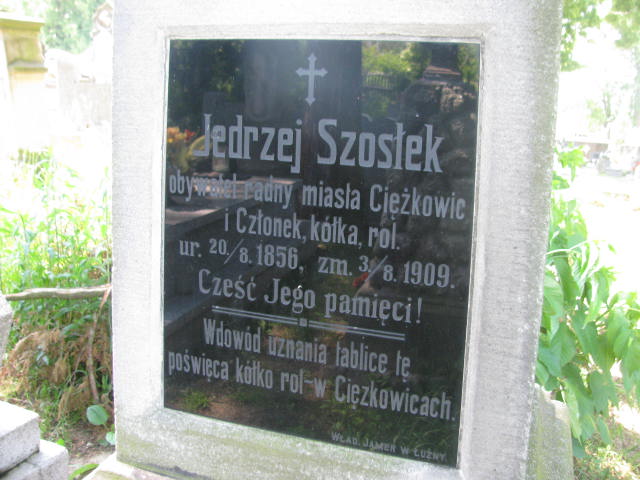 Jędrzej Szostek
obywatel radny miasta Ciężkowic
i Członek, kółka, rol.
ur. 20/8. 1856, zm. 3/8. 1909.
Cześć Jego pamięci!
Wdowód uznania tablice tę
poświęca kółko rol-w Ciężkowicach.
WŁAD. JAMER W ŁUŻNY.